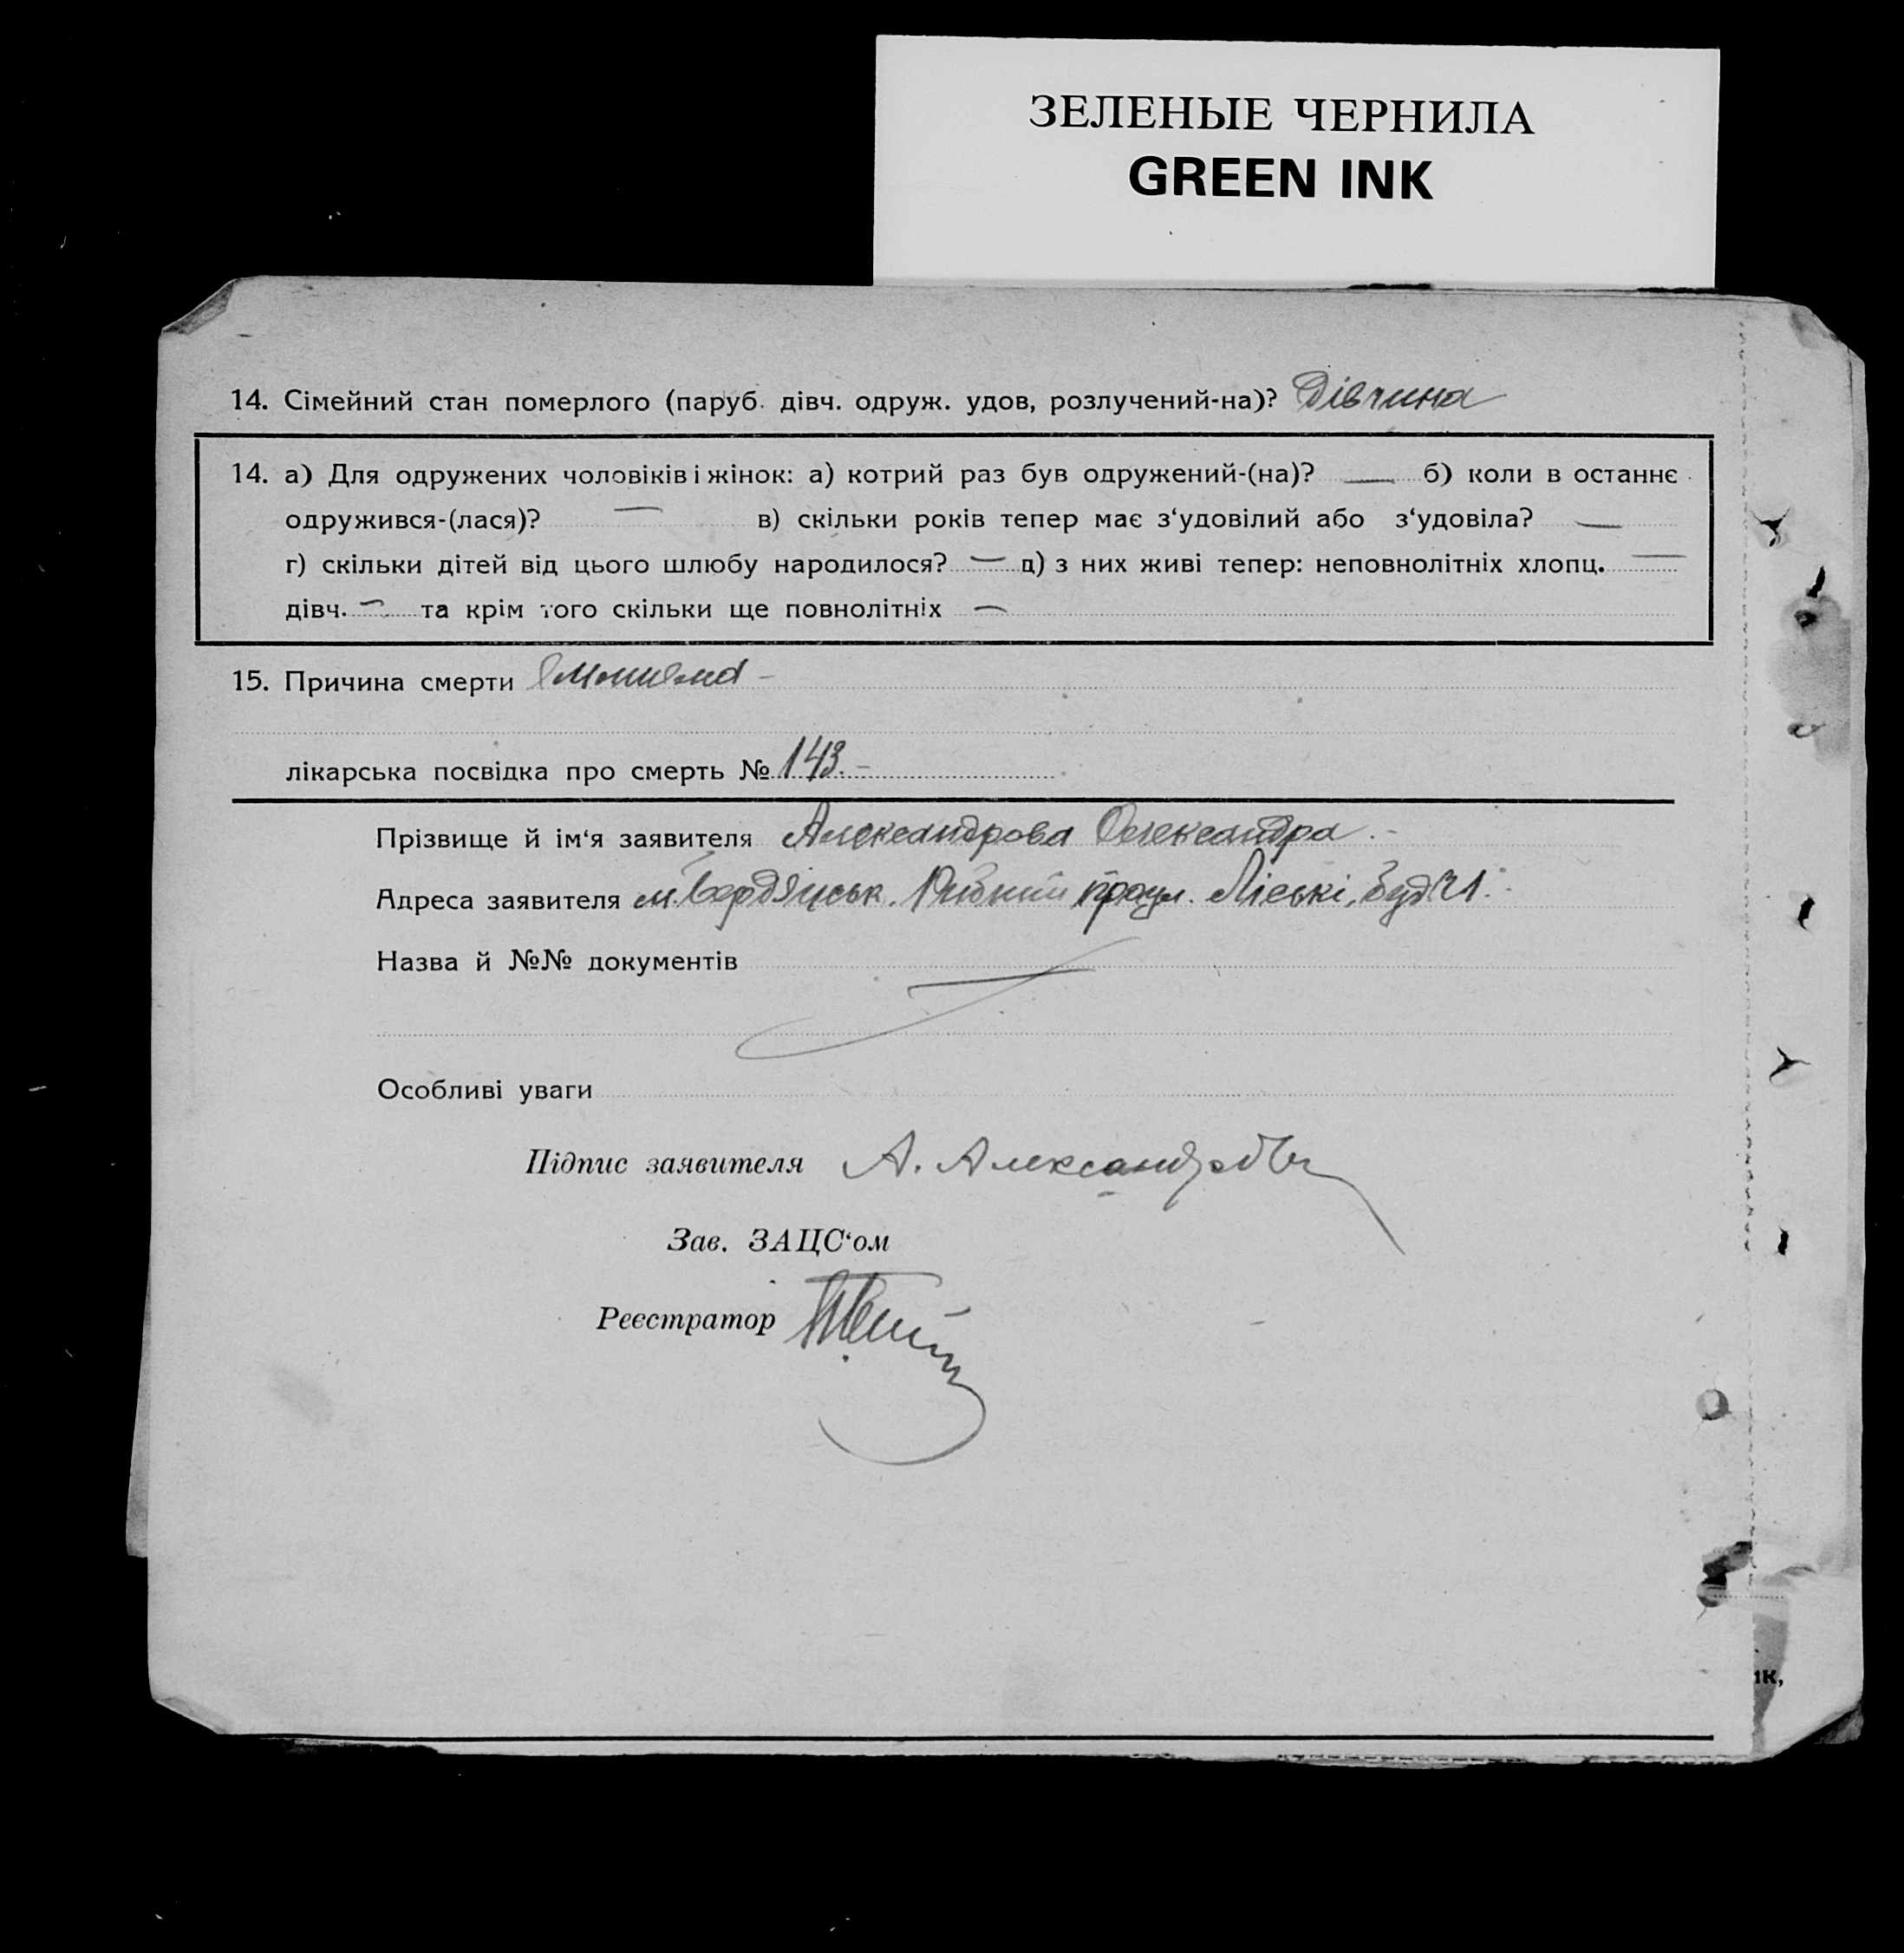 ЗЕЛЕНЫЕ ЧЕРНИЛА
GREEN INK
14. Сімейний стан померлого (паруб. дівч. одруж. удов, розлучений-на)? Дівчина
14. а) Для одружених чоловіків і жінок: а) котрий раз був одружений-(на)? — б) коли в останнє
одружився-(лася)? — в) скільки років тепер має з‘удовілий або з‘удовіла? —
г) скільки дітей від цього шлюбу народилося? — д) з них живі тепер: неповнолітніх хлопц. —
дівч. — та крім того скільки ще повнолітніх —
15. Причина смерти
лікарська посвідка про смерть № 143. –
Прізвище й ім‘я заявителя Александрова Олександра. –
Адреса заявителя м. Бердянськ. Ліскі, буд. 21.
Назва й №№ документів
Особливі уваги
Підпис заявителя А. Александрова
Зав. ЗАЦС‘ом
Реєстратор
ік,